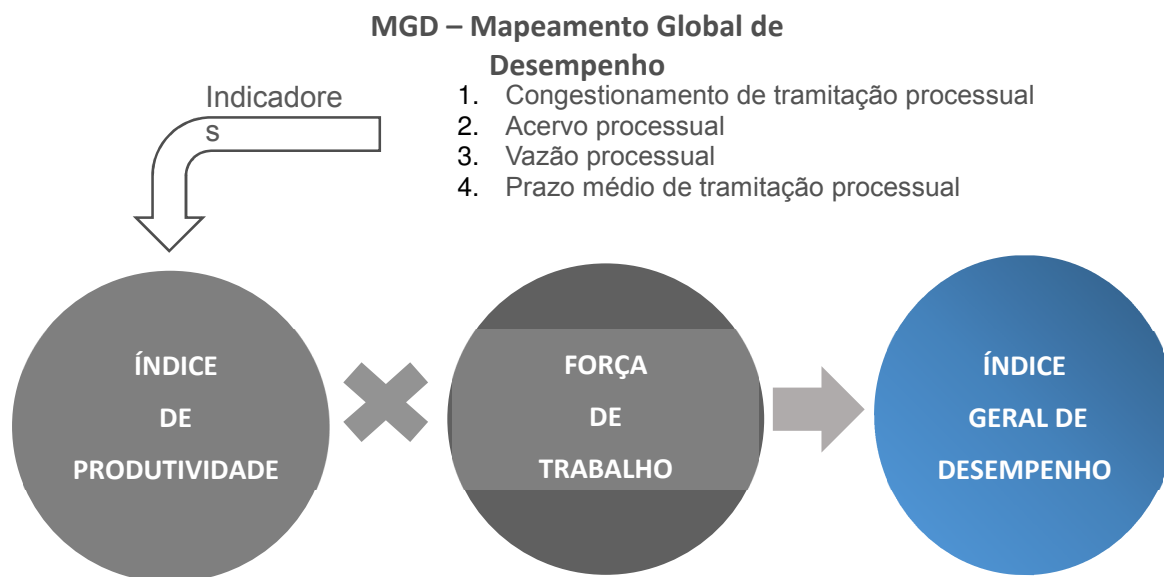 MGD – Mapeamento Global de
Desempenho
Indicadore
s
1. Congestionamento de tramitação processual
2. Acervo processual
3. Vazão processual
4. Prazo médio de tramitação processual
ÍNDICE
DE
PRODUTIVIDADE
FORÇA
DE
TRABALHO
ÍNDICE
GERAL DE
DESEMPENHO